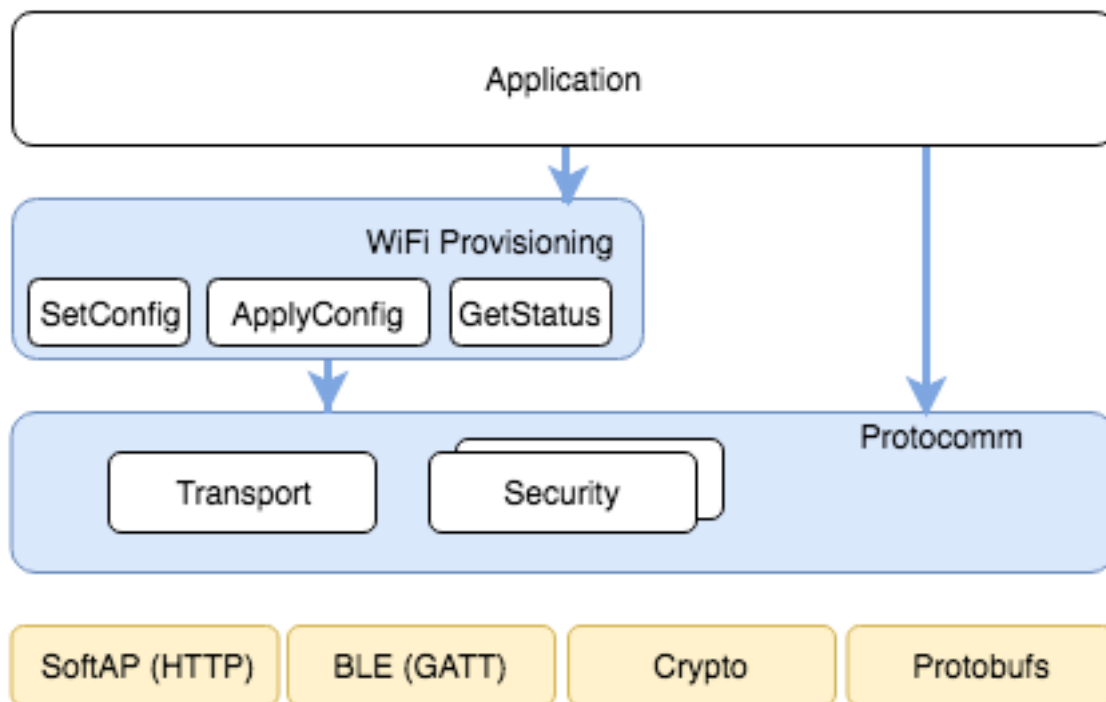 Application
WiFi Provisioning
SetConfig
ApplyConfig
GetStatus
Protocomm
Transport
Security
SoftAP (HTTP)
BLE (GATT)
Crypto
Protobufs